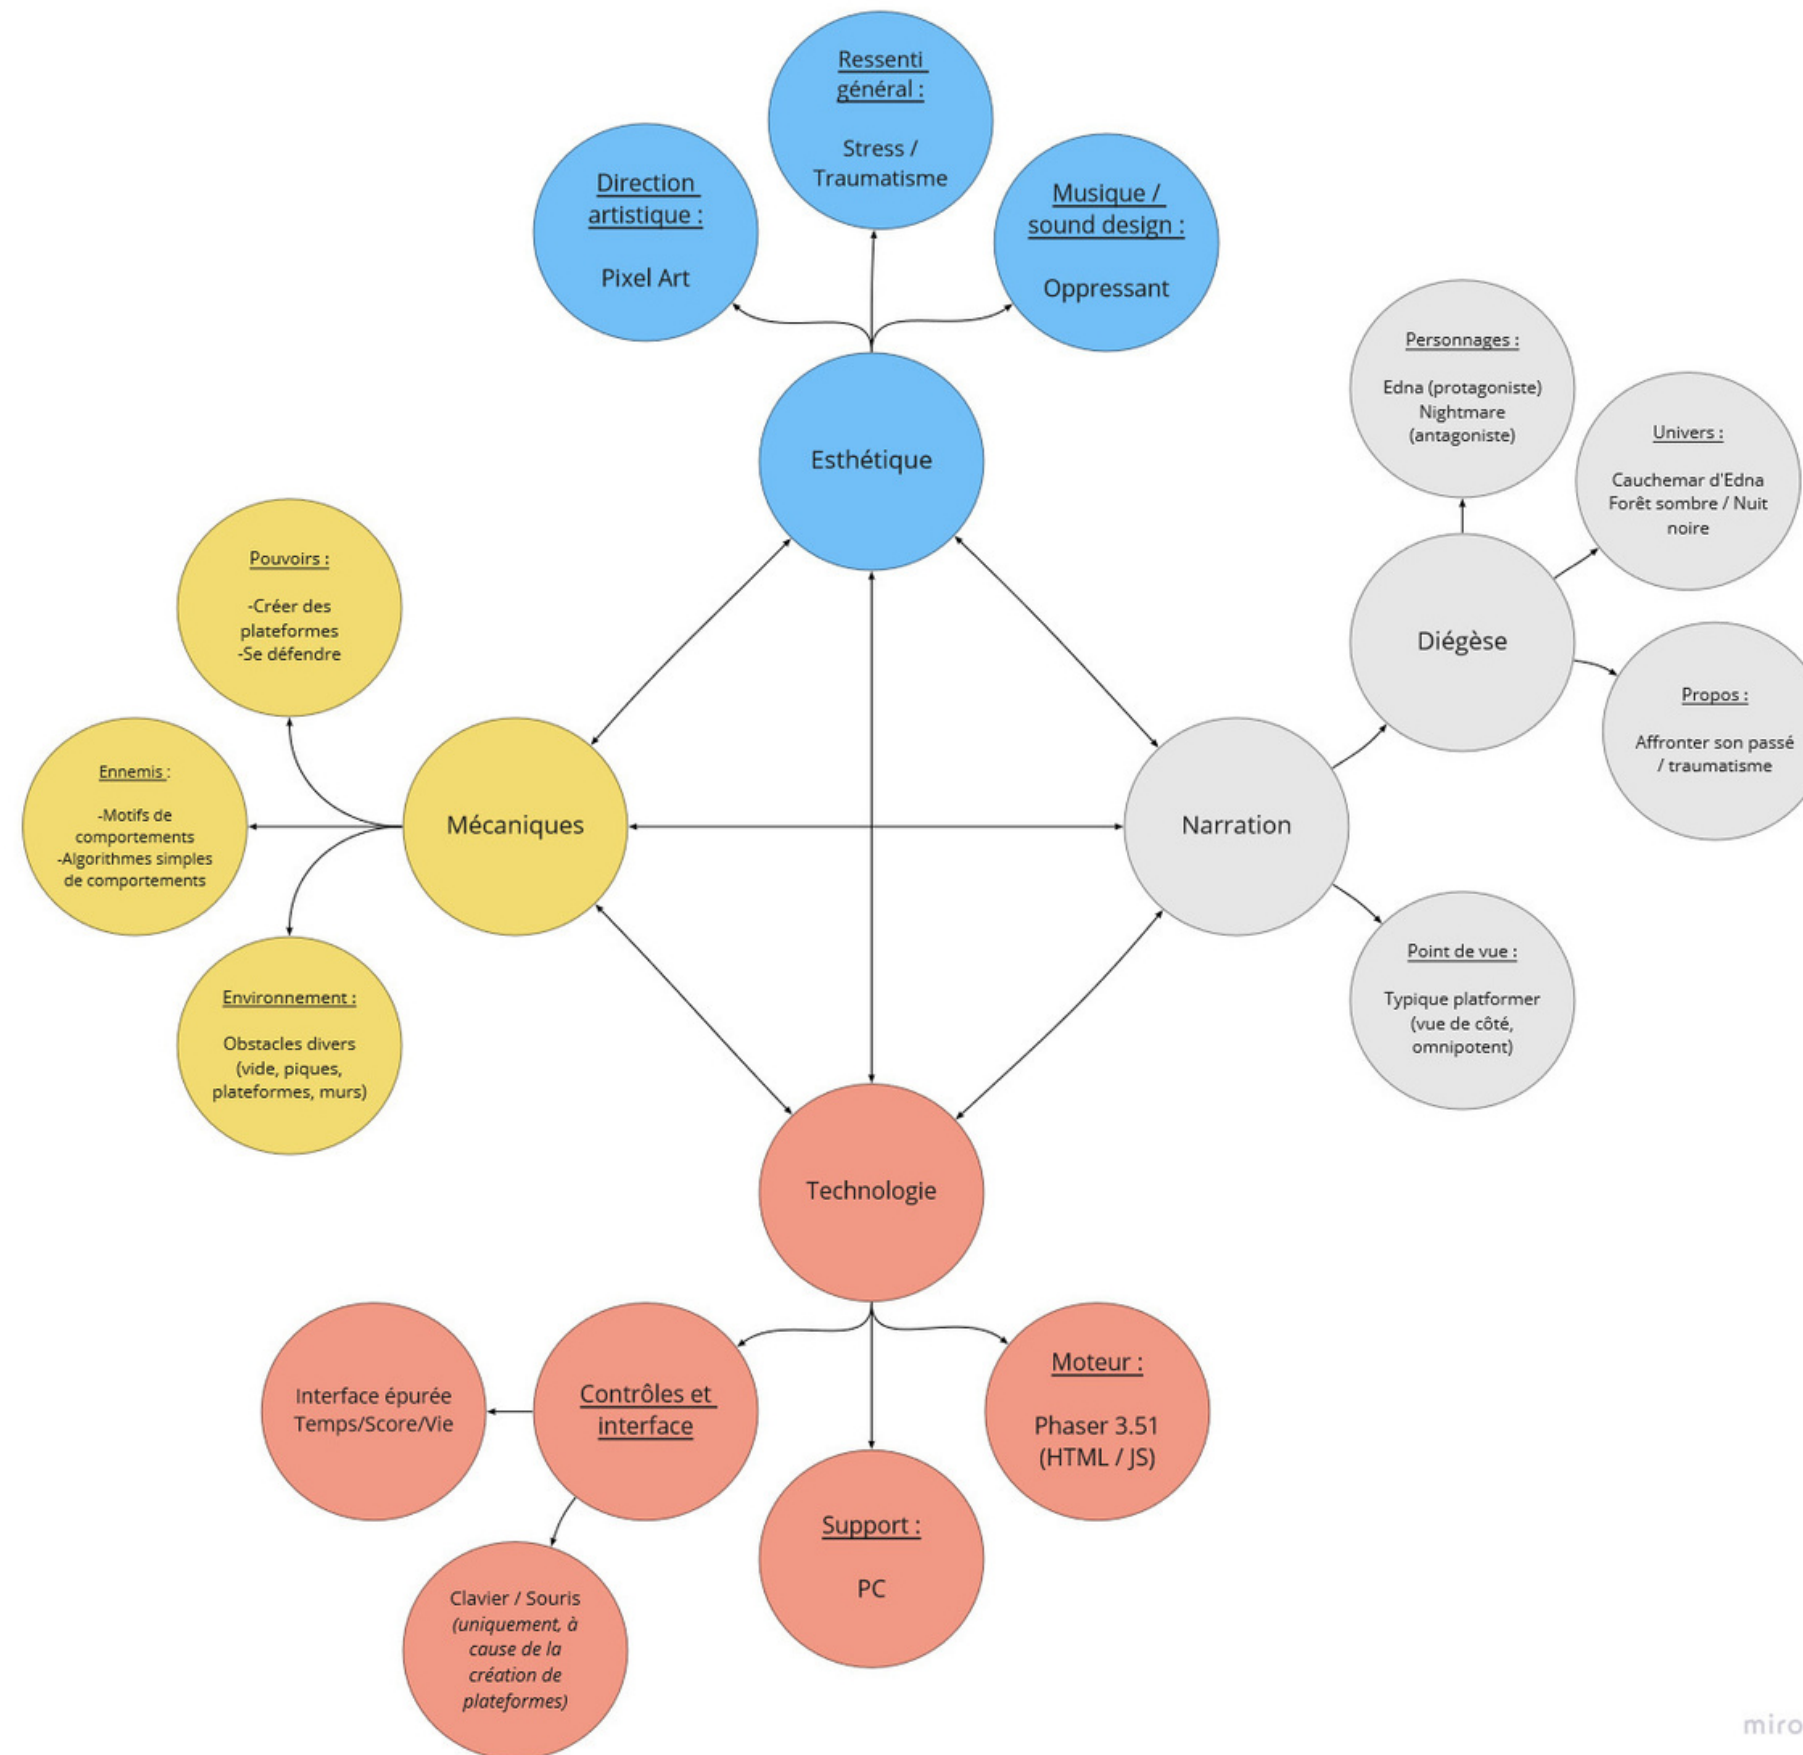 Ressenti
général :
Stress /
Traumatisme
Direction
artistique :
Pixel Art
Musique /
sound design :
Oppressant
Esthétique
Personnages :
Edna (protagoniste)
Nightmare
(antagoniste)
Univers :
Cauchemar d'Edna
Forêt sombre / Nuit
noire
Diégèse
Propos :
Affronter son passé
/ traumatisme
Pouvoirs :
-Créer des
plateformes
-Se défendre
Ennemis :
-Motifs de
comportements
-Algorithmes simples
de comportements
Mécaniques
Narration
Environnement :
Obstacles divers
(vide, piques,
plateformes, murs)
Point de vue :
Typique platformer
(vue de côté,
omnipotent)
Technologie
Interface épurée
Temps/Score/Vie
Contrôles et
interface
Moteur :
Phaser 3.51
(HTML / JS)
Support :
PC
Clavier / Souris
(uniquement, à
cause de la
création de
plateformes)
miro